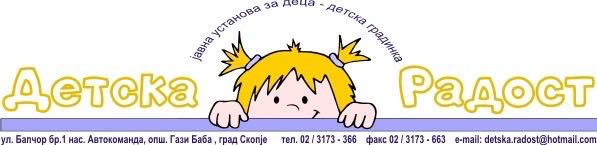 јавна установа за деца - детска градинка
Детска Радост
ул. Бапчор бр.1 нас. Автокоманда, опш. Гази Баба , град Скопје тел. 02 / 3173 - 366 факс 02 / 3173 - 663 e-mail: detska.radost@hotmail.com